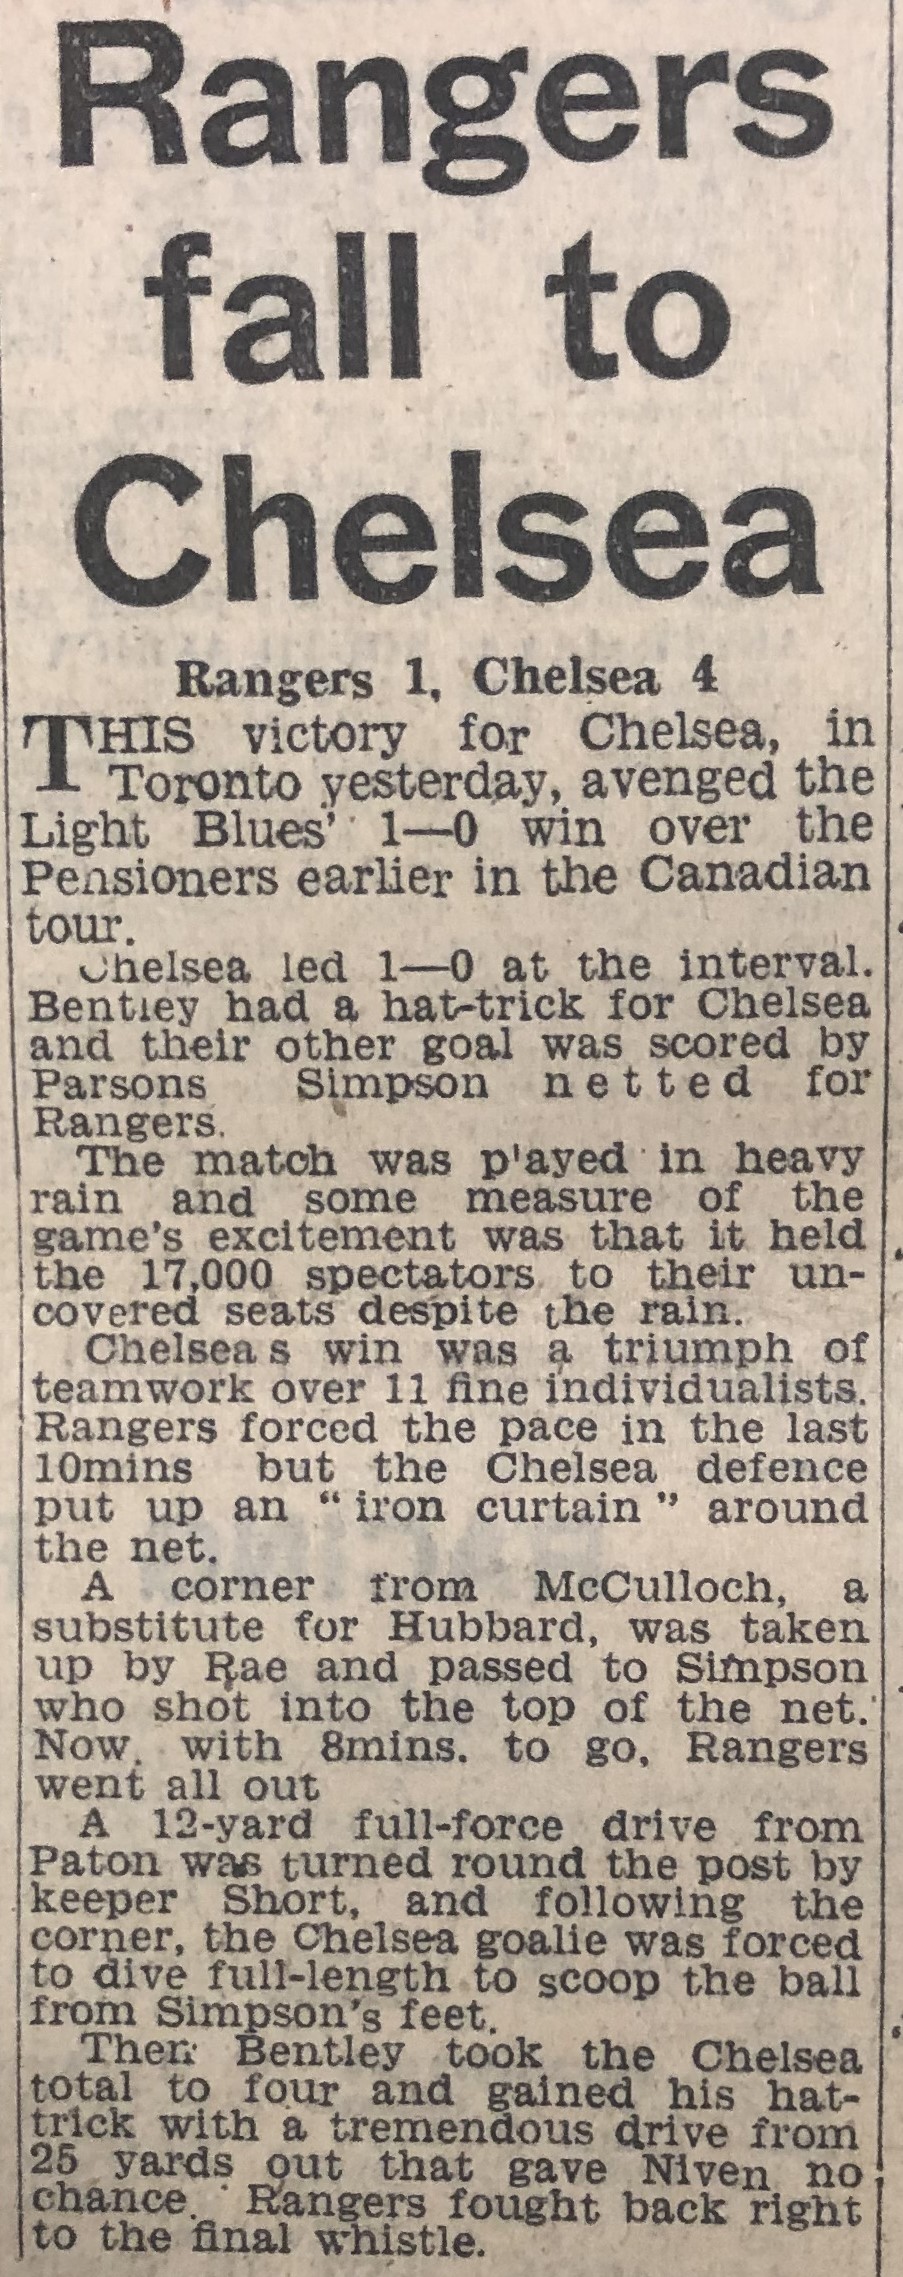 Rangers
fall to
Chelsea
Rangers 1, Chelsea 4
THIS victory for Chelsea, in
Toronto yesterday, avenged the
Light Blues' 1—0 win over the
Pensioners earlier in the Canadian
tour.
Chelsea led 1—0 at the interval.
Bentley had a hat-trick for Chelsea
and their other goal was scored by
Parsons Simpson netted for
Rangers.
The match was p'ayed in heavy
rain and some measure of the
game's excitement was that it held
the 17,000 spectators to their un-
covered seats despite the rain.
Chelsea s win was a triumph of
teamwork over 11 fine individualists.
Rangers forced the pace in the last
10mins but the Chelsea defence
put up an “iron curtain” around
the net.
A corner from McCulloch, a
substitute for Hubbard, was taken
up by Rae and passed to Simpson
who shot into the top of the net.
Now, with 8mins. to go, Rangers
went all out
A 12-yard full-force drive from
Paton was turned round the post by
keeper Short, and following the
corner, the Chelsea goalie was forced
to dive full-length to scoop the ball
from Simpson's feet.
Then Bentley took the Chelsea
total to four and gained his hat-
trick with a tremendous drive from
25 yards out that gave Niven no
chance. Rangers fought back right
to the final whistle.